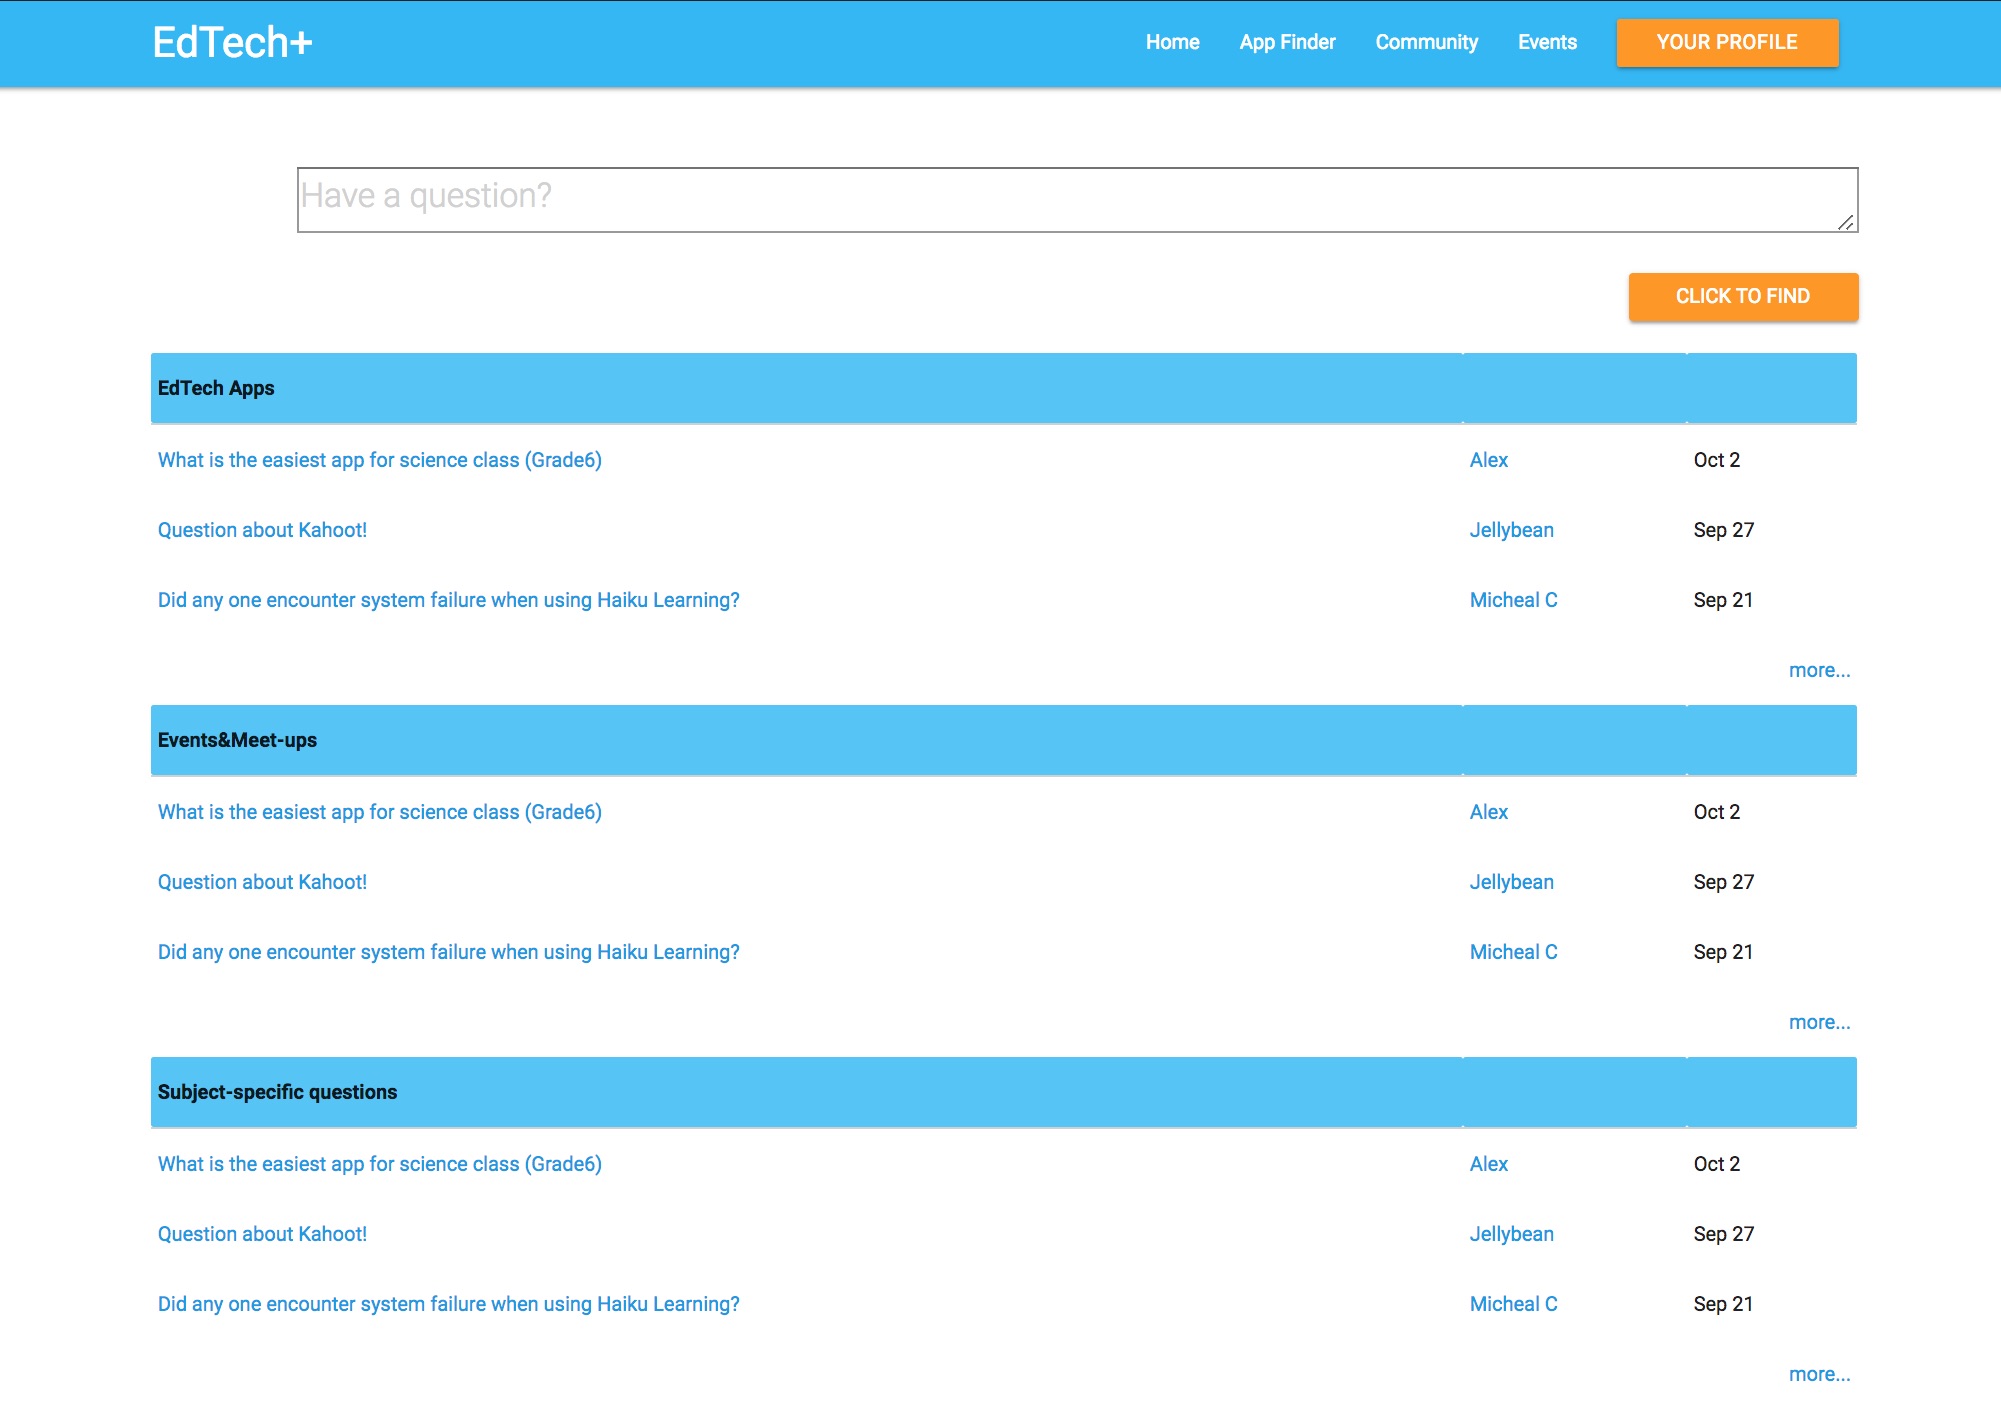 EdTech+ Home App Finder Community Events YOUR PROFILE
Have a question?
CLICK TO FIND
EdTech Apps
What is the easiest app for science class (Grade6) Alex Oct 2
Question about Kahoot! Jellybean Sep 27
Did any one encounter system failure when using Haiku Learning? Micheal C Sep 21
more...
Events&Meet-ups
What is the easiest app for science class (Grade6) Alex Oct 2
Question about Kahoot! Jellybean Sep 27
Did any one encounter system failure when using Haiku Learning? Micheal C Sep 21
more...
Subject-specific questions
What is the easiest app for science class (Grade6) Alex Oct 2
Question about Kahoot! Jellybean Sep 27
Did any one encounter system failure when using Haiku Learning? Micheal C Sep 21
more...